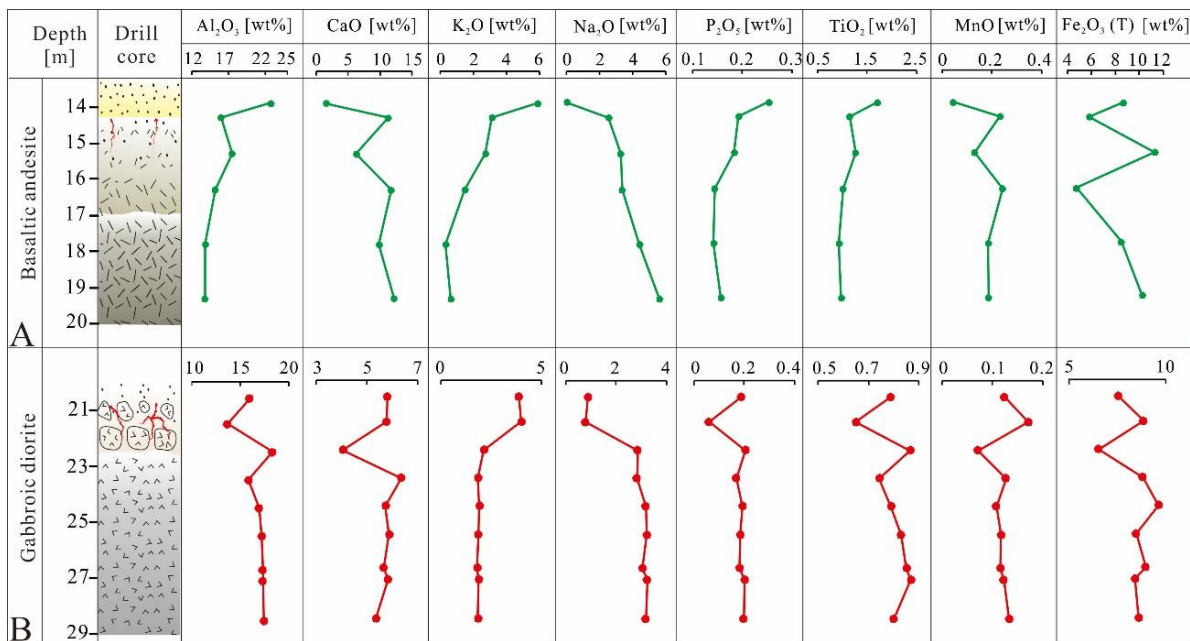 Depth [m] Drill core Al₂O₃ [wt%] CaO [wt%] K₂O [wt%] Na₂O [wt%] P₂O₅ [wt%] TiO₂ [wt%] MnO [wt%] Fe₂O₃ (T) [wt%]
12 17 22 25 0 5 10 15 0 2 4 6 0 2 4 6 0.1 0.2 0.3 0.5 1.5 2.5 0 0.2 0.4 4 6 8 10 12
Basaltic andesite
14
15
16
17
18
19
20
A
10 15 20 3 5 7 0 5 0 3 4 0 0.2 0.4 0.5 0.7 0.9 0 0.1 0.2 5 10
Gabbroic diorite
21
23
25
27
29
B